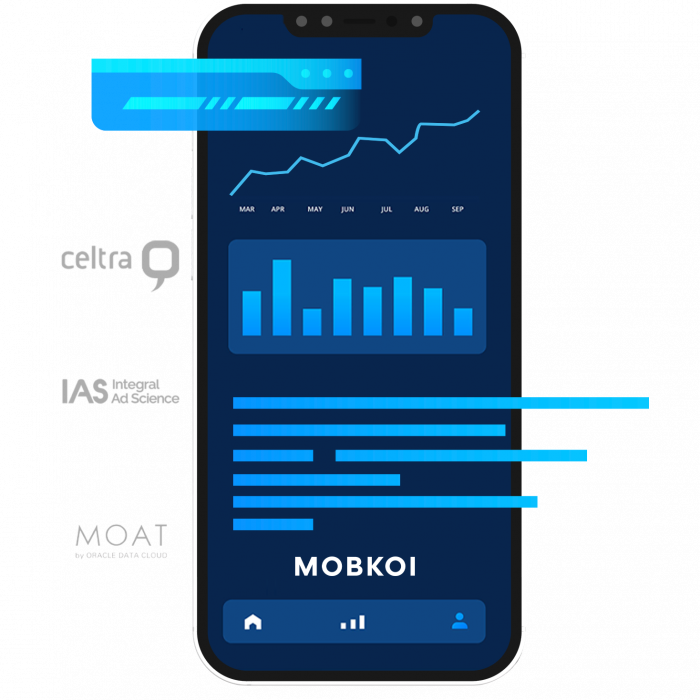 MAR APR MAY JUN JUL AUG SEP
celtra
IAS Integral
Ad Science
MOAT
by ORACLE DATA CLOUD
MOBKOI